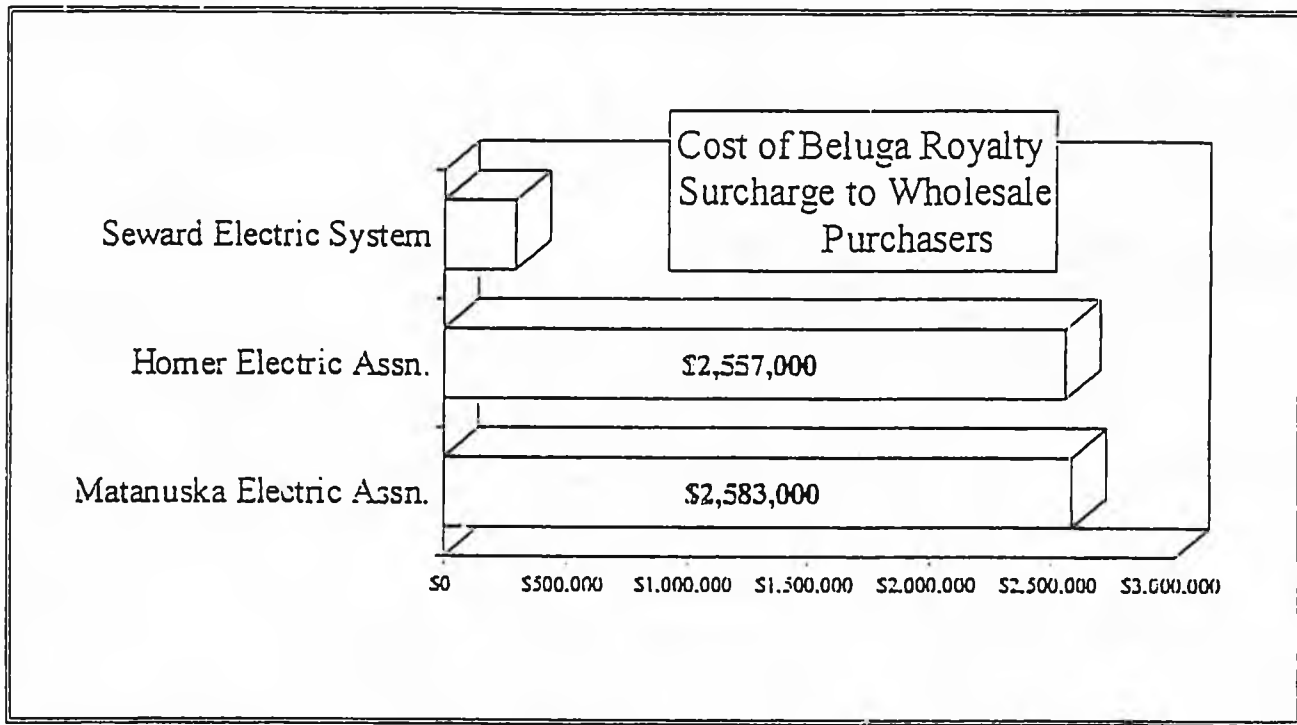 Cost of Beluga Royalty
Surcharge to Wholesale
Purchasers
Seward Electric System
Homer Electric Assn.
$2,557,000
Matanuska Electric Assn.
$2,583,000
$0 $500.000 $1.000.000 $1.500.000 $2.000.000 $2.500.000 $3.000.000